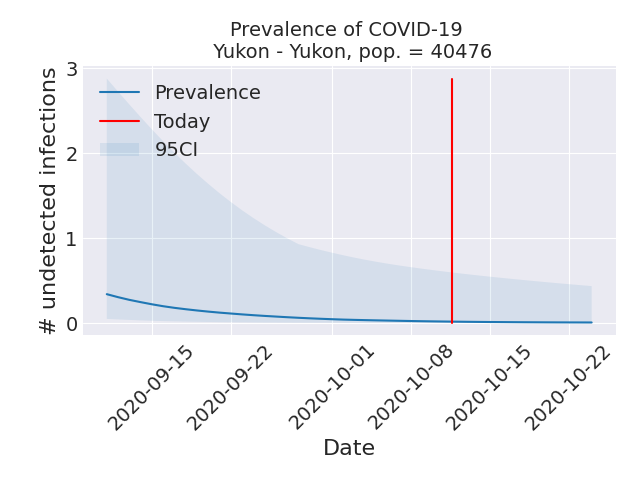 Prevalence of COVID-19
Yukon - Yukon, pop. = 40476
# undetected infections
3
2
1
0
Prevalence
Today
95CI
2020-09-15
2020-09-22
2020-10-01
2020-10-08
2020-10-15
2020-10-22
Date